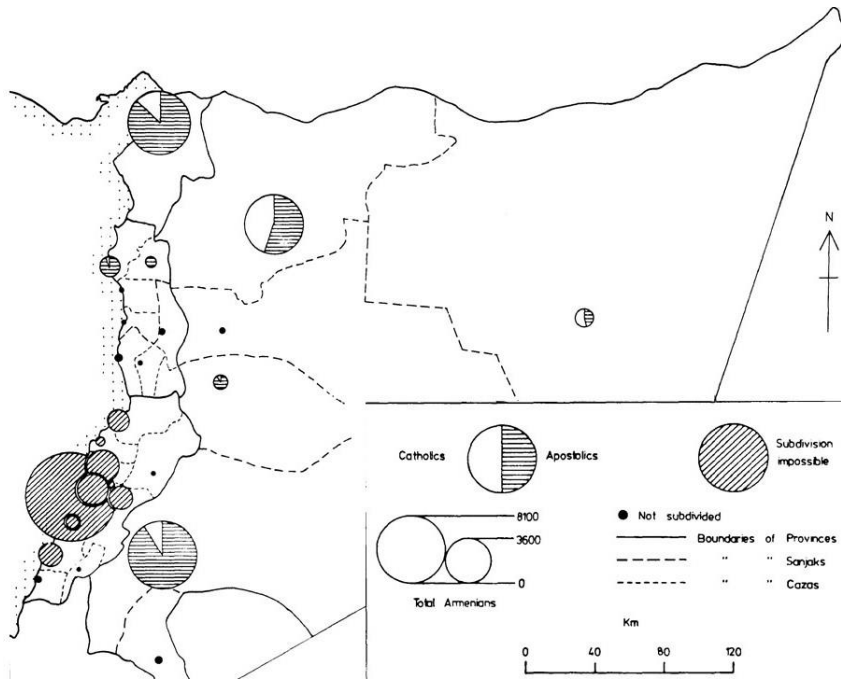 N
Catholics
Apostolics
Subdivision
impossible
8100
3600
0
Total Armenians
Not subdivided
Boundaries of Provinces
" " Sanjaks
" " Cazas
Km
0 40 80 120